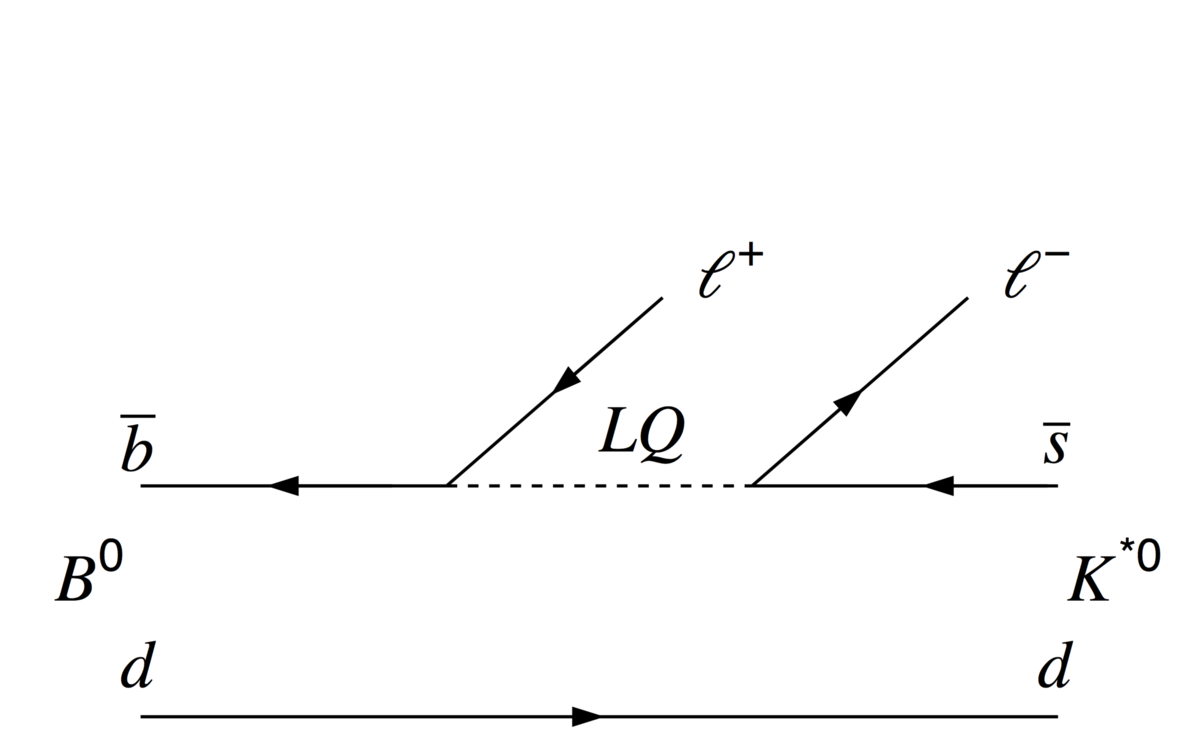 ℓ⁺ ℓ⁻
b̅ LQ s̅
B⁰ K*⁰
d d